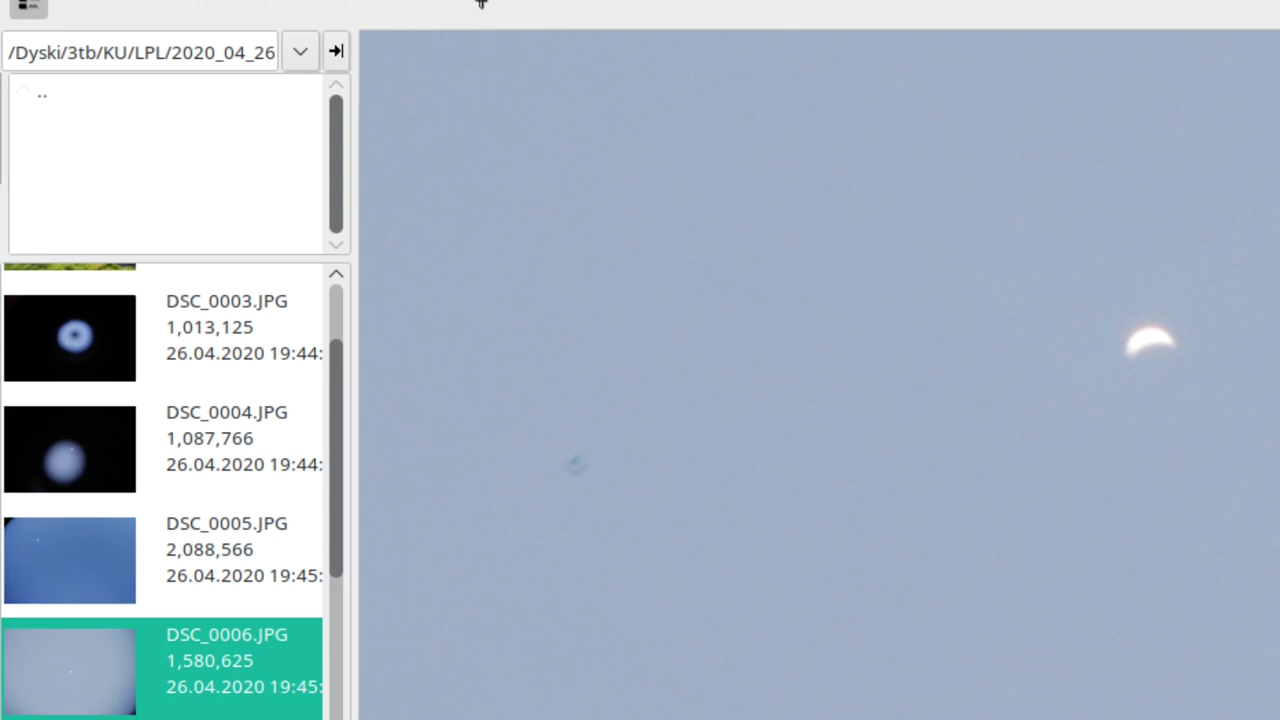 /Dyski/3tb/KU/LPL/2020_04_26
..
DSC_0003.JPG
1,013,125
26.04.2020 19:44:
DSC_0004.JPG
1,087,766
26.04.2020 19:44:
DSC_0005.JPG
2,088,566
26.04.2020 19:45:
DSC_0006.JPG
1,580,625
26.04.2020 19:45: